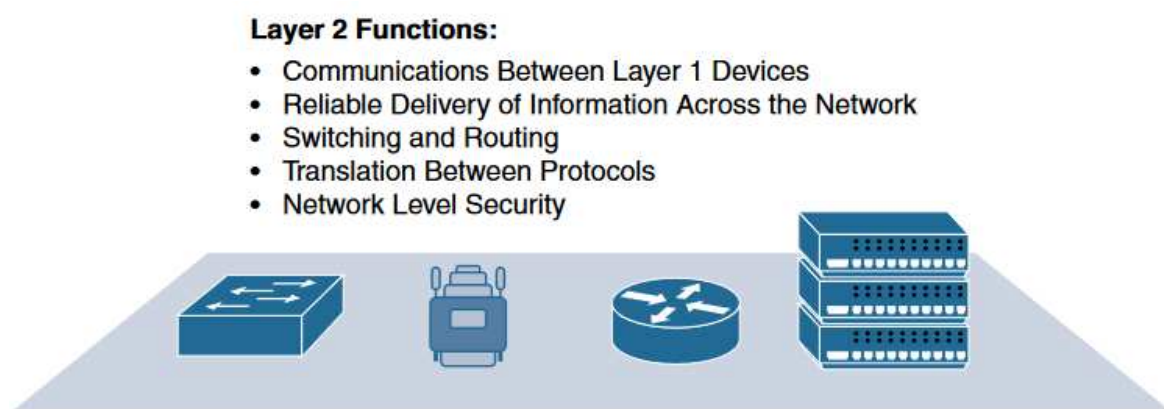 Layer 2 Functions:
• Communications Between Layer 1 Devices
• Reliable Delivery of Information Across the Network
• Switching and Routing
• Translation Between Protocols
• Network Level Security